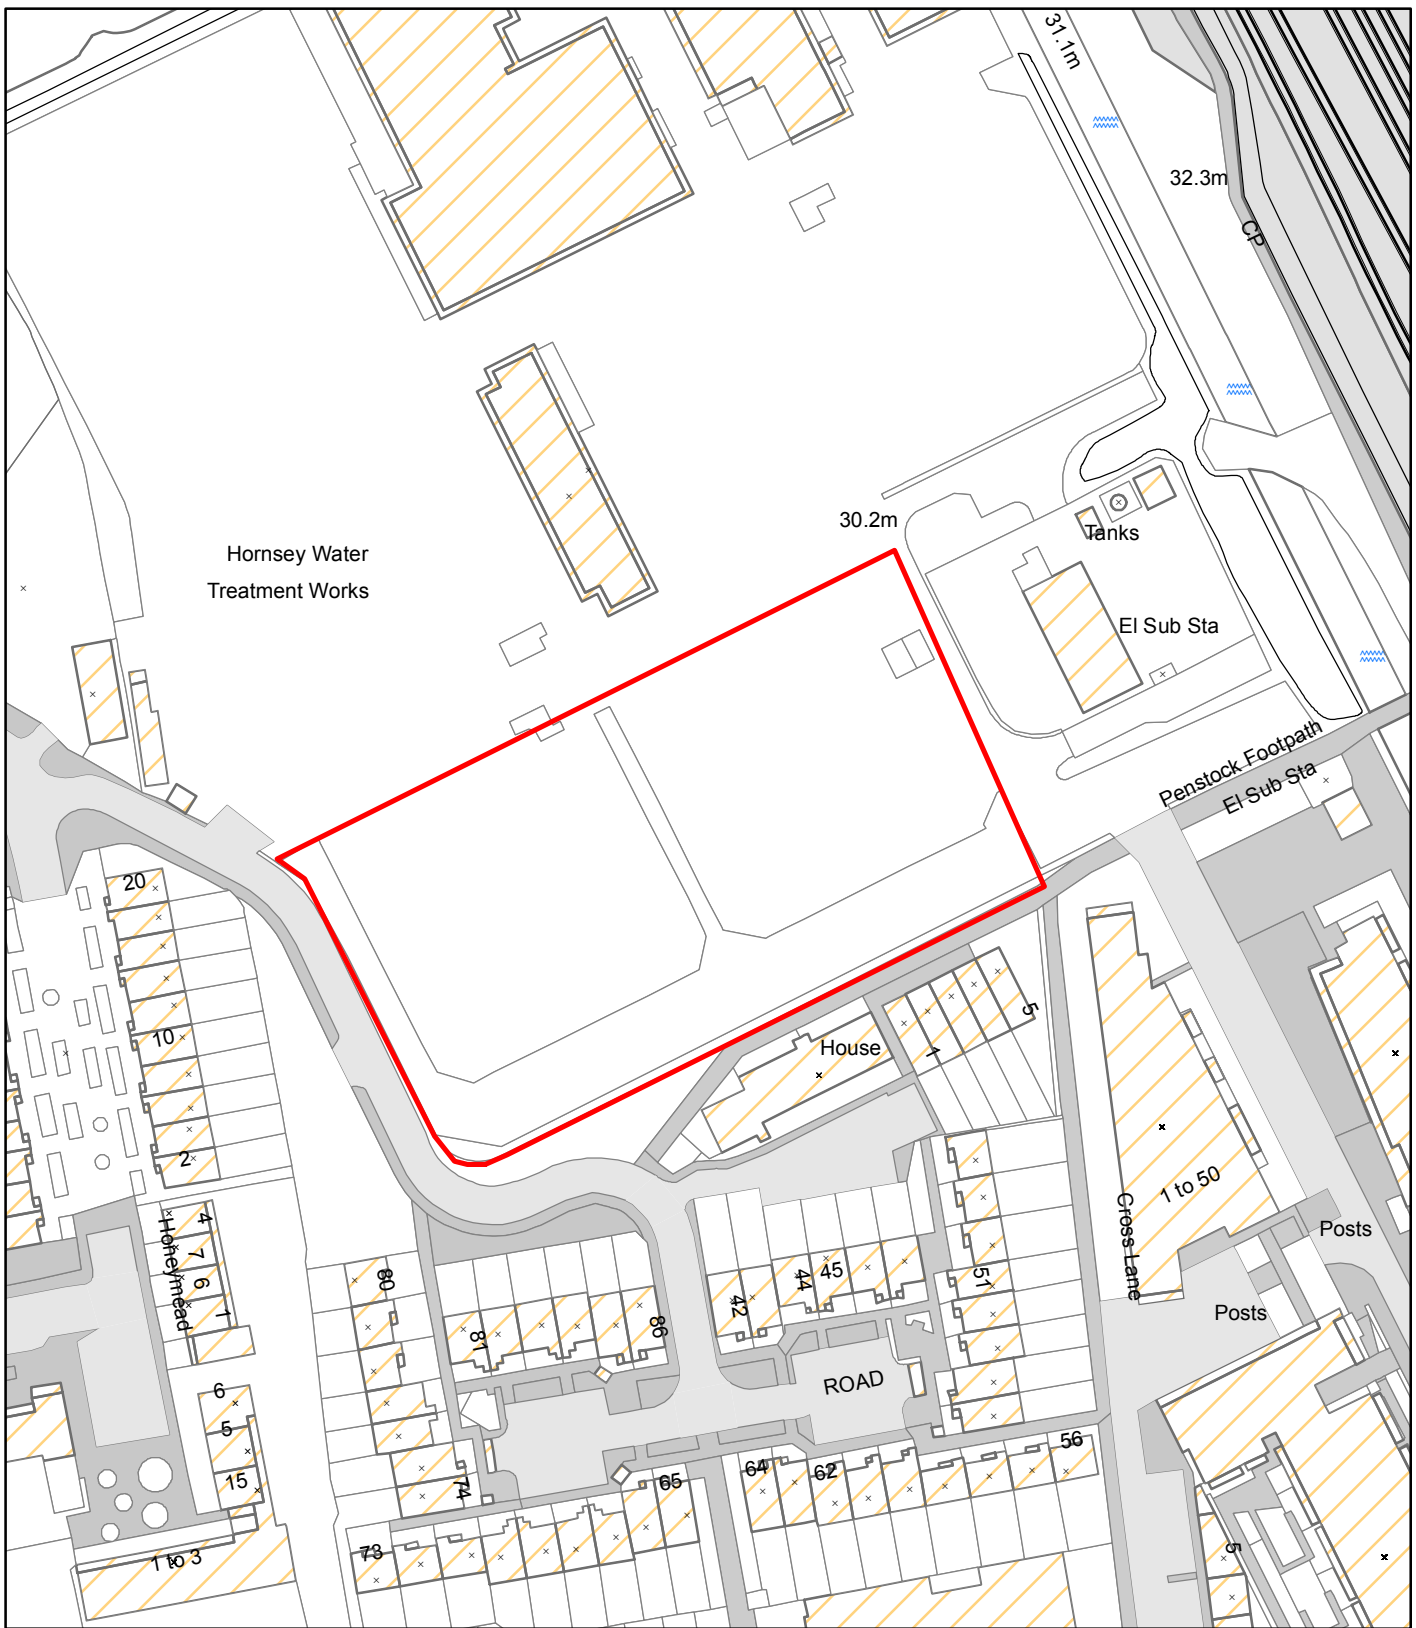 31.1m
32.3m
CP
30.2m
Tanks
Hornsey Water
Treatment Works
El Sub Sta
Penstock Footpath
El Sub Sta
20
10
2
House
1
5
4
7
6
1
Honeymead
80
81
86
42
44
45
51
Cross Lane
1 to 50
Posts
Posts
ROAD
6
5
15
74
65
64
62
56
73
1 to 3
5